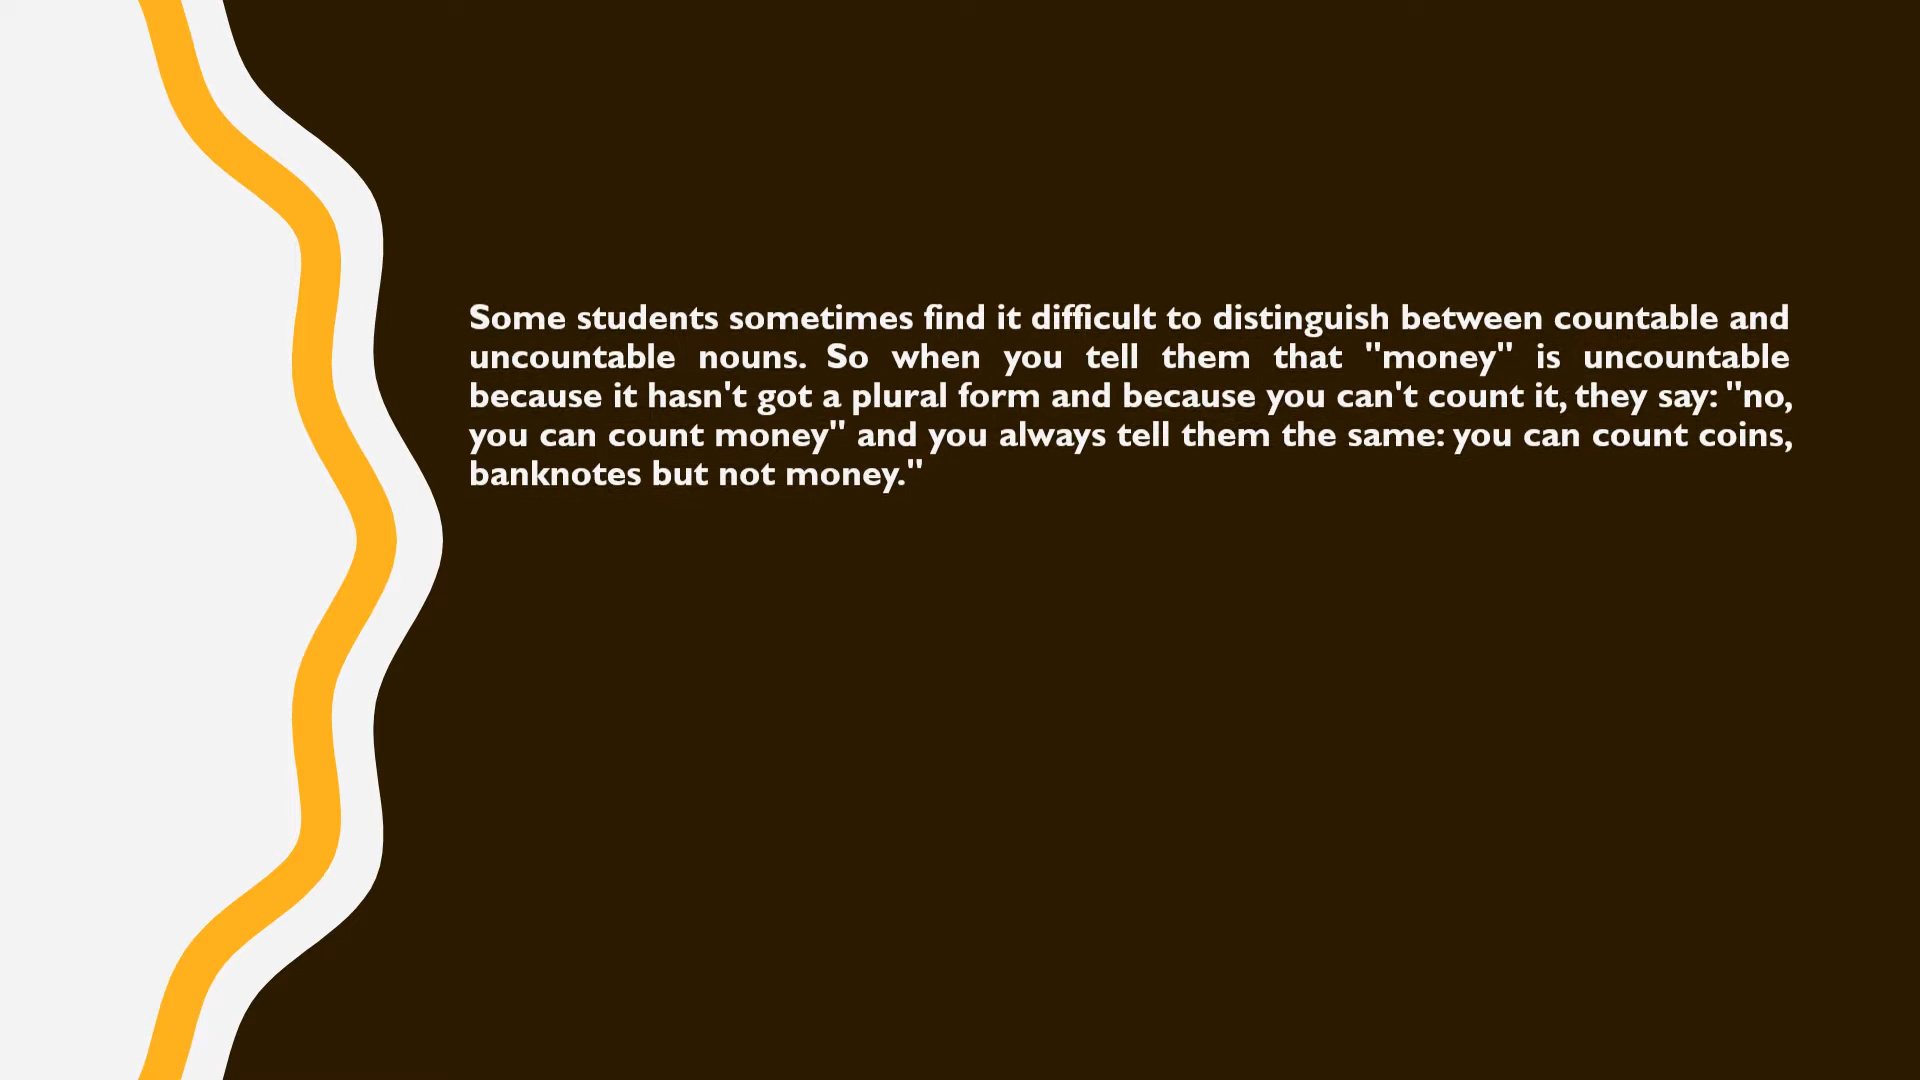 Some students sometimes find it difficult to distinguish between countable and
uncountable nouns. So when you tell them that "money" is uncountable
because it hasn't got a plural form and because you can't count it, they say: "no,
you can count money" and you always tell them the same: you can count coins,
banknotes but not money."